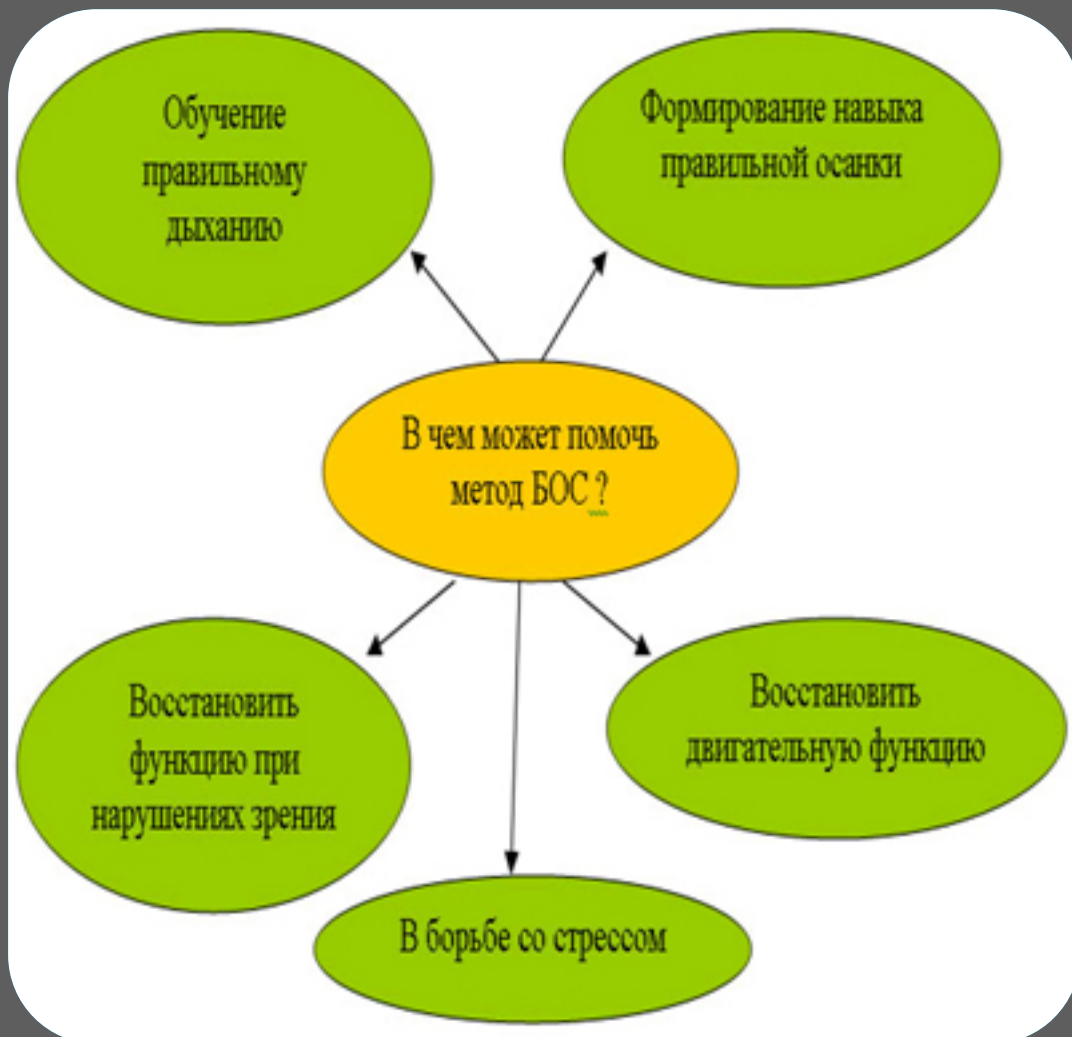 Обучение
правильному
дыханию
Формирование навыка
правильной осанки
В чем может помочь
метод БОС ?
Восстановить
функцию при
нарушениях зрения
Восстановить
двигательную функцию
В борьбе со стрессом